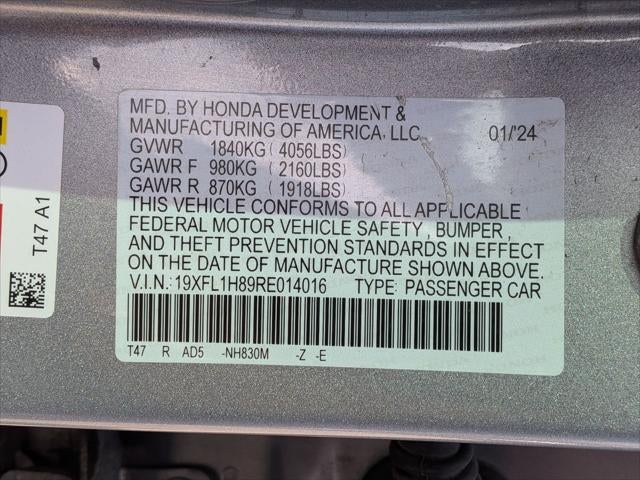 MFD. BY HONDA DEVELOPMENT &
MANUFACTURING OF AMERICA, LLC 01/'24
GVWR 1840KG ( 4056LBS)
GAWR F 980KG ( 2160LBS)
GAWR R 870KG ( 1918LBS)
THIS VEHICLE CONFORMS TO ALL APPLICABLE
FEDERAL MOTOR VEHICLE SAFETY, BUMPER,
AND THEFT PREVENTION STANDARDS IN EFFECT
ON THE DATE OF MANUFACTURE SHOWN ABOVE.
V.I.N.: 19XFL1H89RE014016 TYPE: PASSENGER CAR
T47 R AD5 -NH830M -Z -E
T47 A1